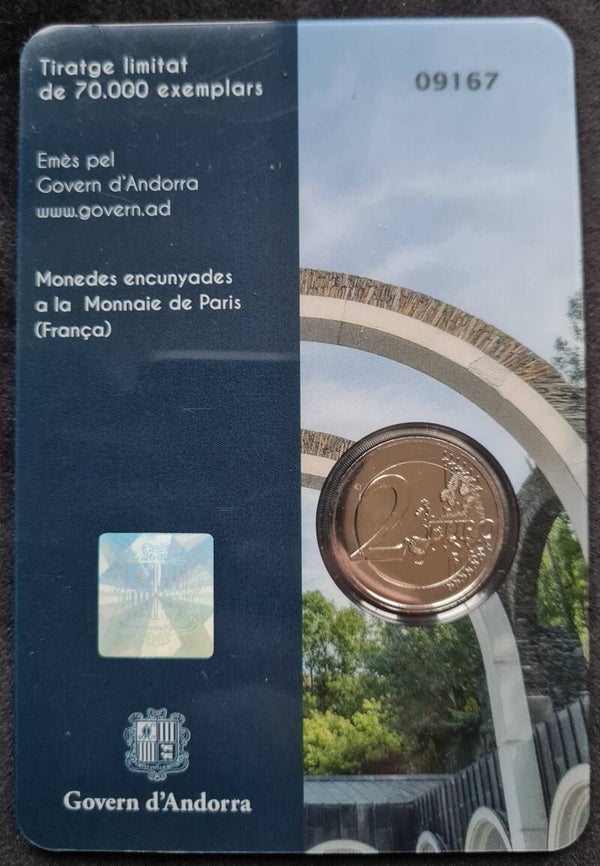 Tiratge limitat
de 70.000 exemplars
09167
Emès pel
Govern d'Andorra
www.govern.ad
Monedes encunyades
a la Monnaie de Paris
(França)
2 EURO
Govern d'Andorra